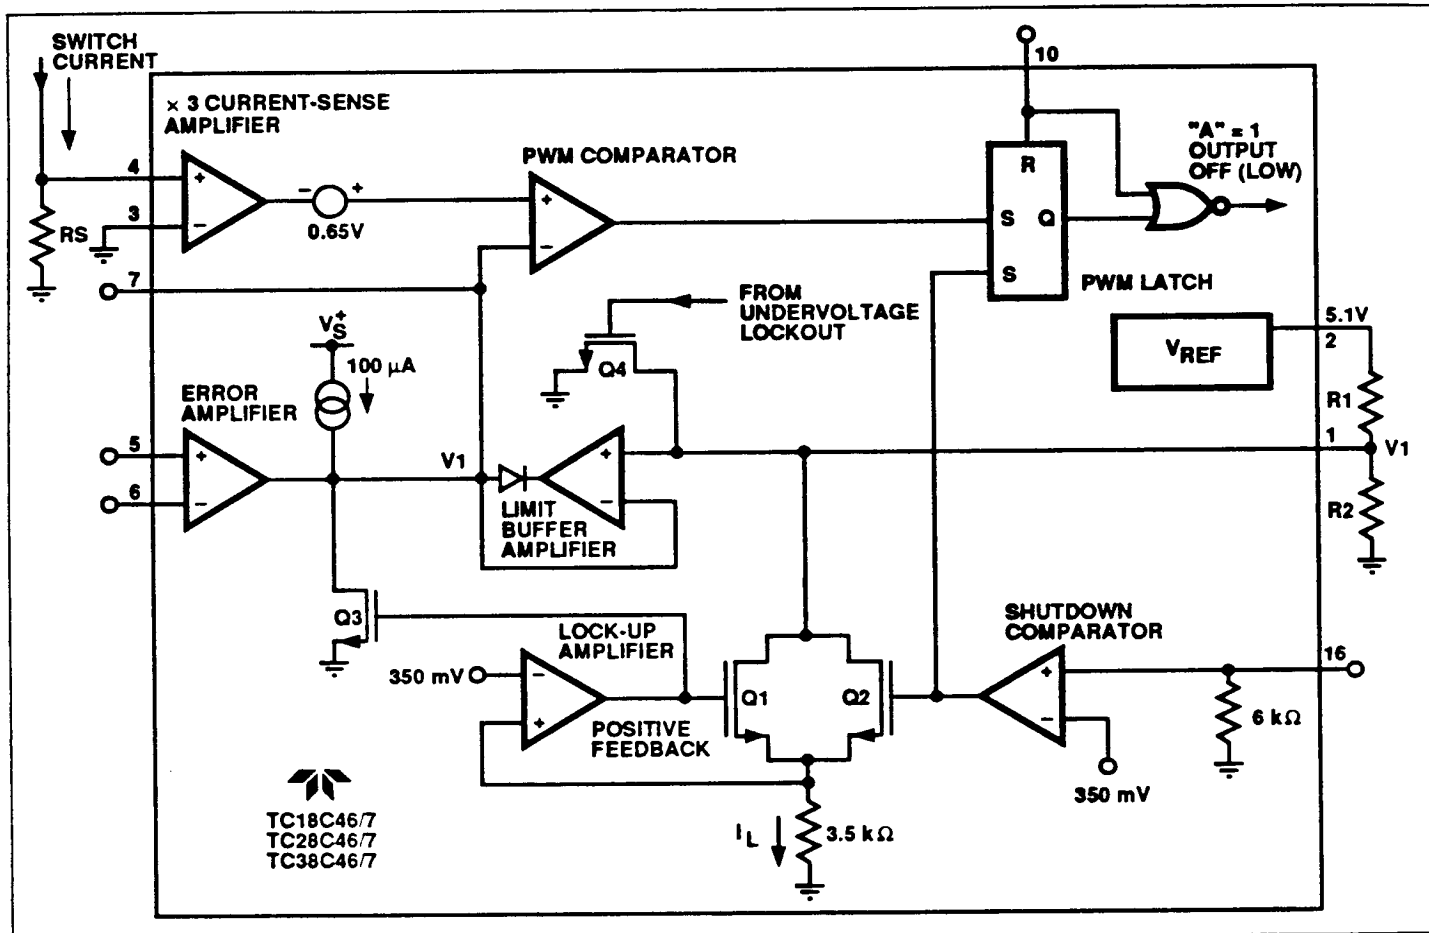 SWITCH
CURRENT
10
× 3 CURRENT-SENSE
AMPLIFIER
"A" = 1
OUTPUT
OFF (LOW)
PWM COMPARATOR
R
4
+
−
+
+
3
−
0.65V
−
S
Q
RS
S
PWM LATCH
7
FROM
UNDERVOLTAGE
LOCKOUT
5.1V
2
VREF
VS+
100 µA
Q4
R1
ERROR
AMPLIFIER
5
+
V1
+
1
V1
6
−
−
R2
LIMIT
BUFFER
AMPLIFIER
Q3
LOCK-UP
AMPLIFIER
SHUTDOWN
COMPARATOR
350 mV
−
+
16
Q1
Q2
+
POSITIVE
FEEDBACK
−
6 kΩ
350 mV
TC18C46/7
TC28C46/7
TC38C46/7
IL
3.5 kΩ